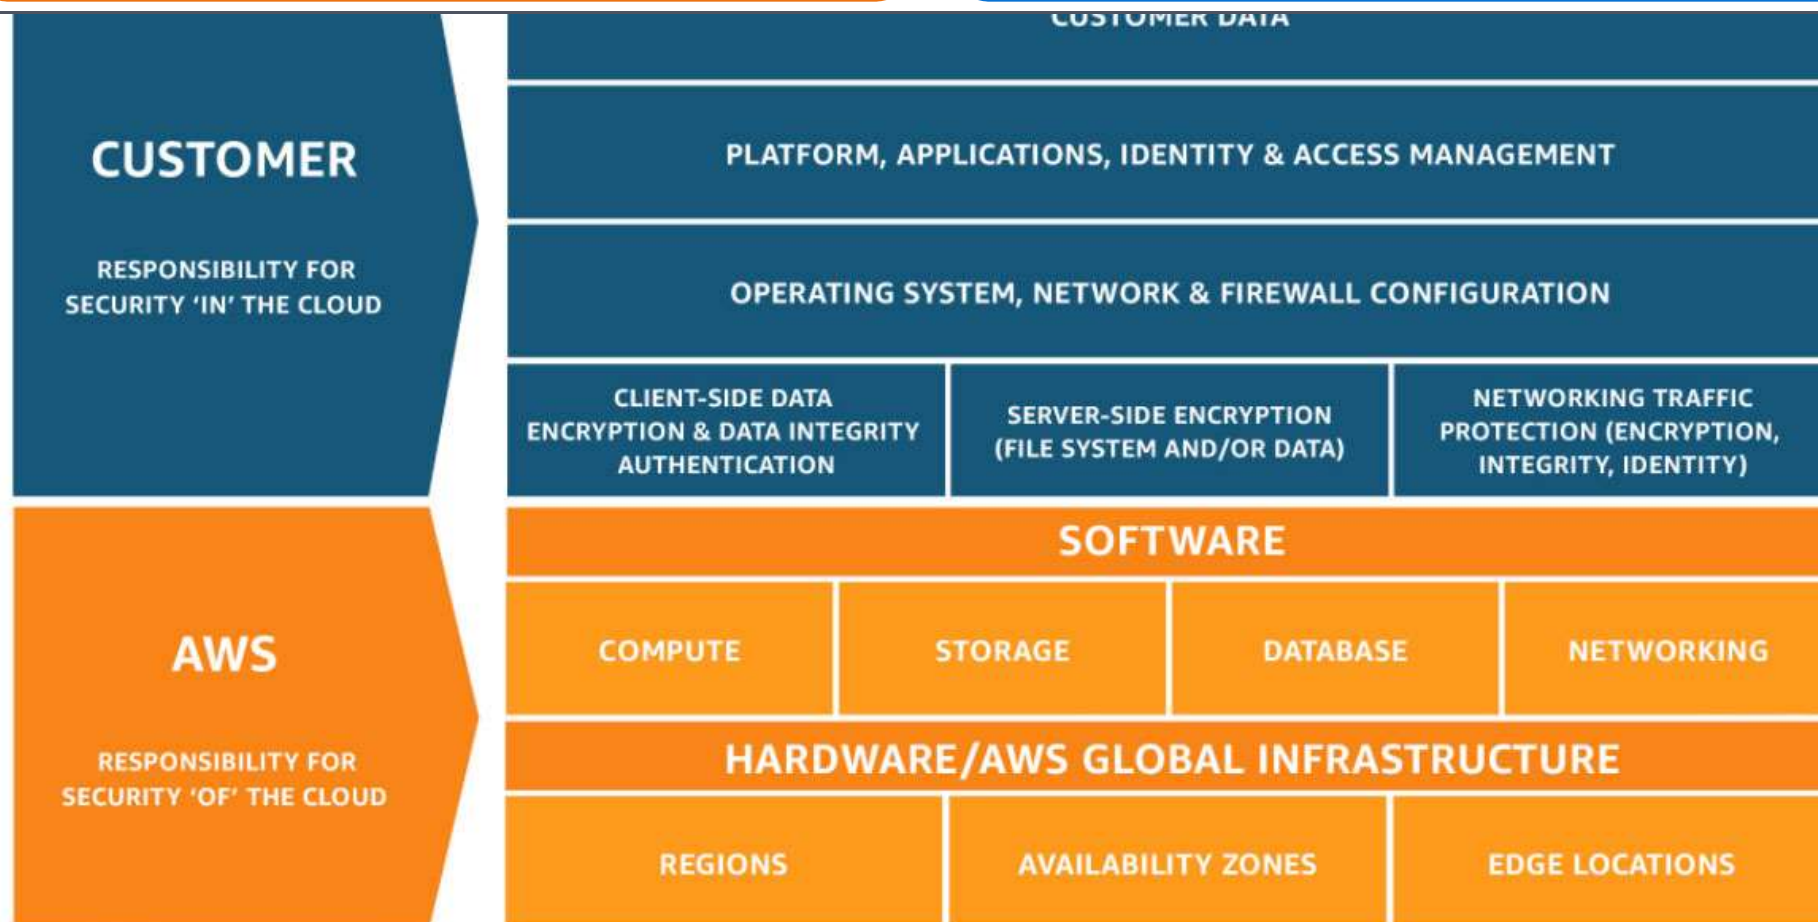 CUSTOMER DATA
CUSTOMER
RESPONSIBILITY FOR
SECURITY ‘IN’ THE CLOUD
PLATFORM, APPLICATIONS, IDENTITY & ACCESS MANAGEMENT
OPERATING SYSTEM, NETWORK & FIREWALL CONFIGURATION
CLIENT-SIDE DATA
ENCRYPTION & DATA INTEGRITY
AUTHENTICATION
SERVER-SIDE ENCRYPTION
(FILE SYSTEM AND/OR DATA)
NETWORKING TRAFFIC
PROTECTION (ENCRYPTION,
INTEGRITY, IDENTITY)
AWS
RESPONSIBILITY FOR
SECURITY ‘OF’ THE CLOUD
SOFTWARE
COMPUTE
STORAGE
DATABASE
NETWORKING
HARDWARE/AWS GLOBAL INFRASTRUCTURE
REGIONS
AVAILABILITY ZONES
EDGE LOCATIONS